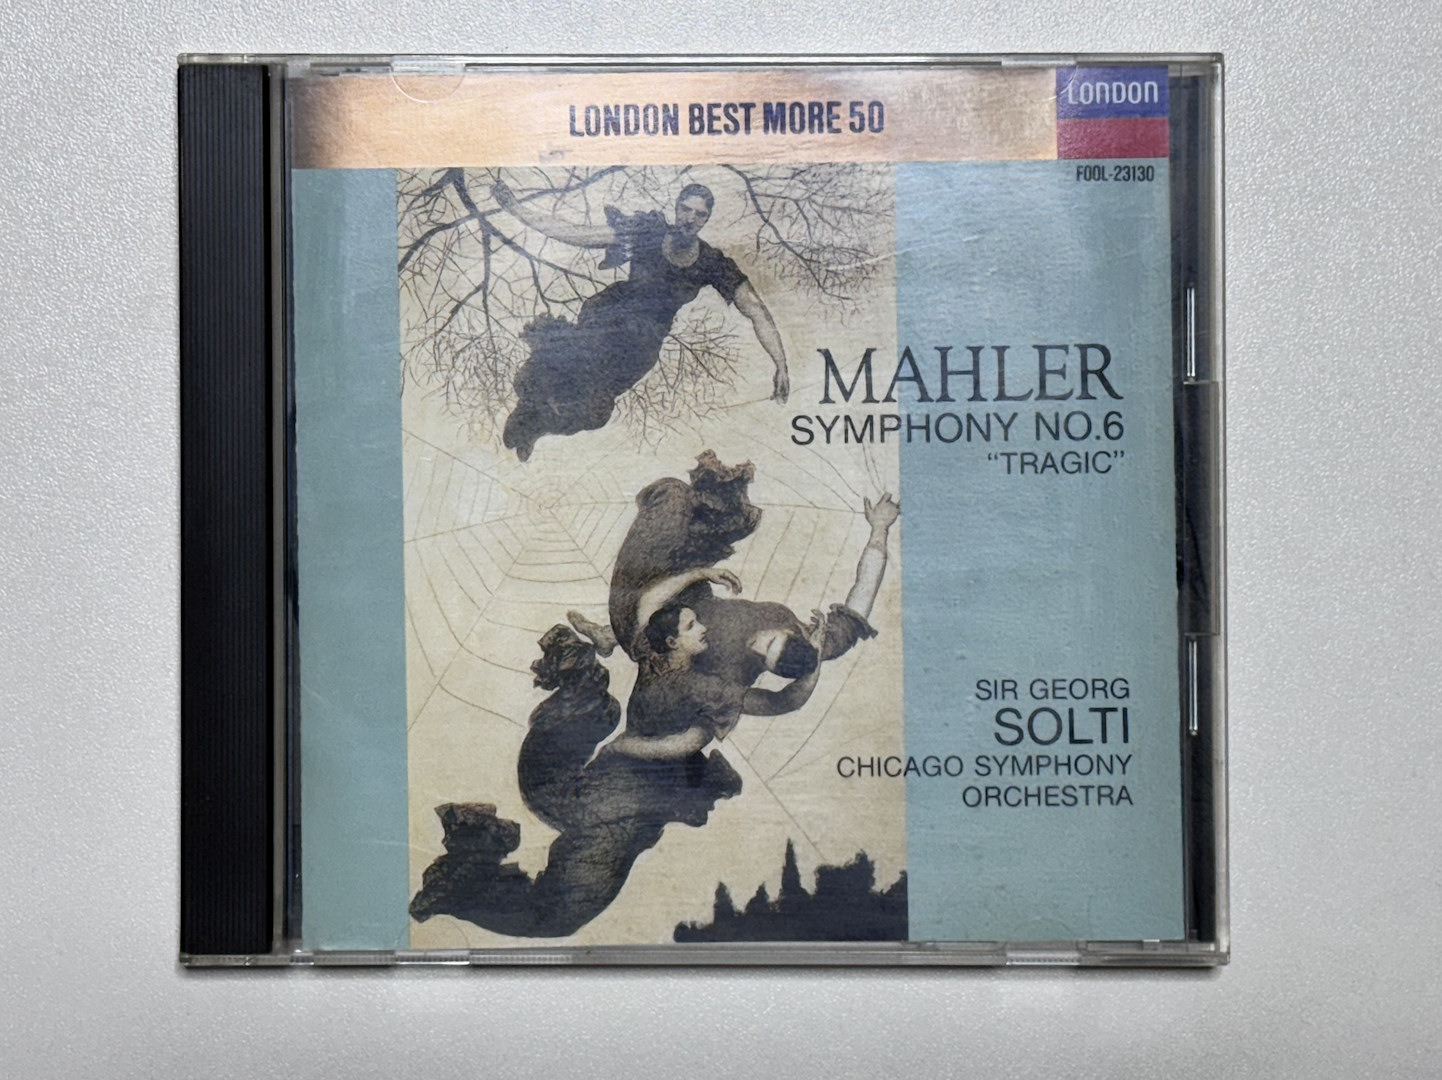 LONDON BEST MORE 50
LONDON
F00L-23130
MAHLER
SYMPHONY NO.6
“TRAGIC”
SIR GEORG
SOLTI
CHICAGO SYMPHONY
ORCHESTRA